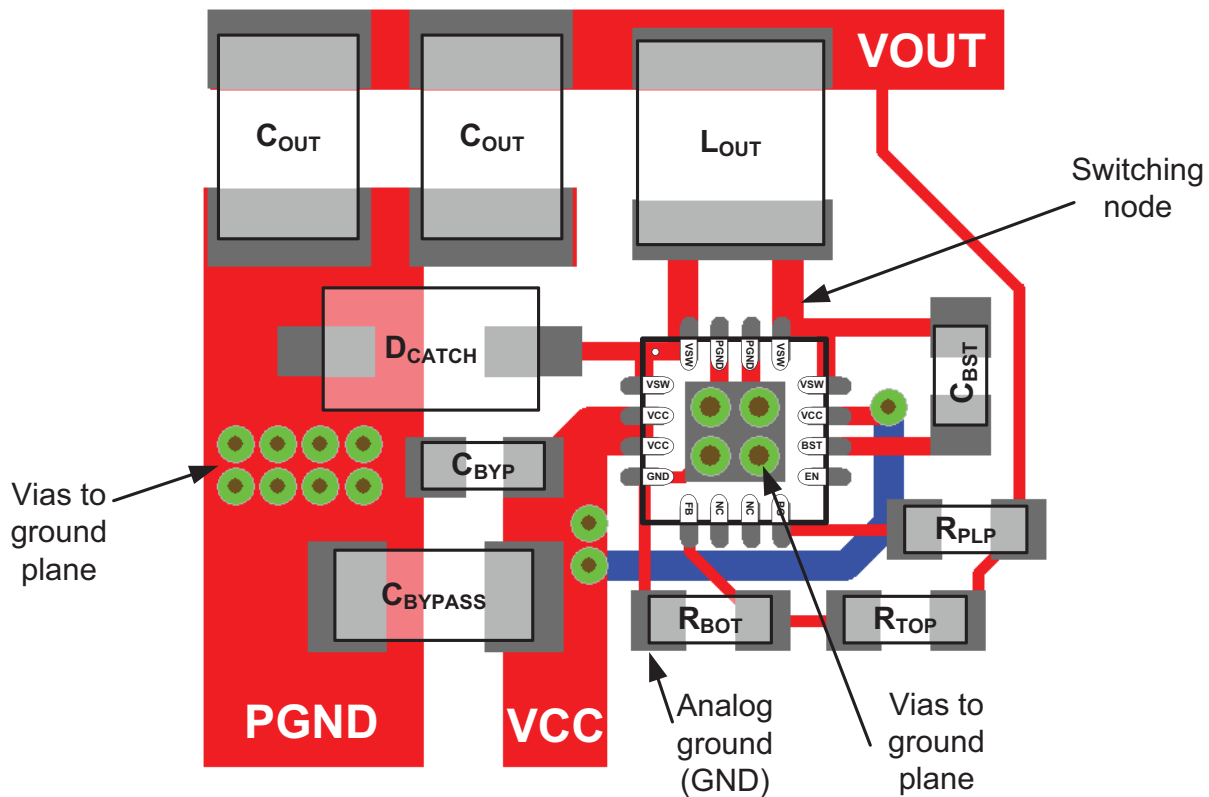 VOUT
COUT
COUT
LOUT
Switching
node
DCATCH
CBST
VSW
PGND
PGND
VSW
VSW
VCC
VCC
GND
VSW
VCC
BST
EN
FB
NC
NC
CBYP
Vias to
ground
plane
RPLP
CBYPASS
RBOT
RTOP
PGND
VCC
Analog
ground
(GND)
Vias to
ground
plane